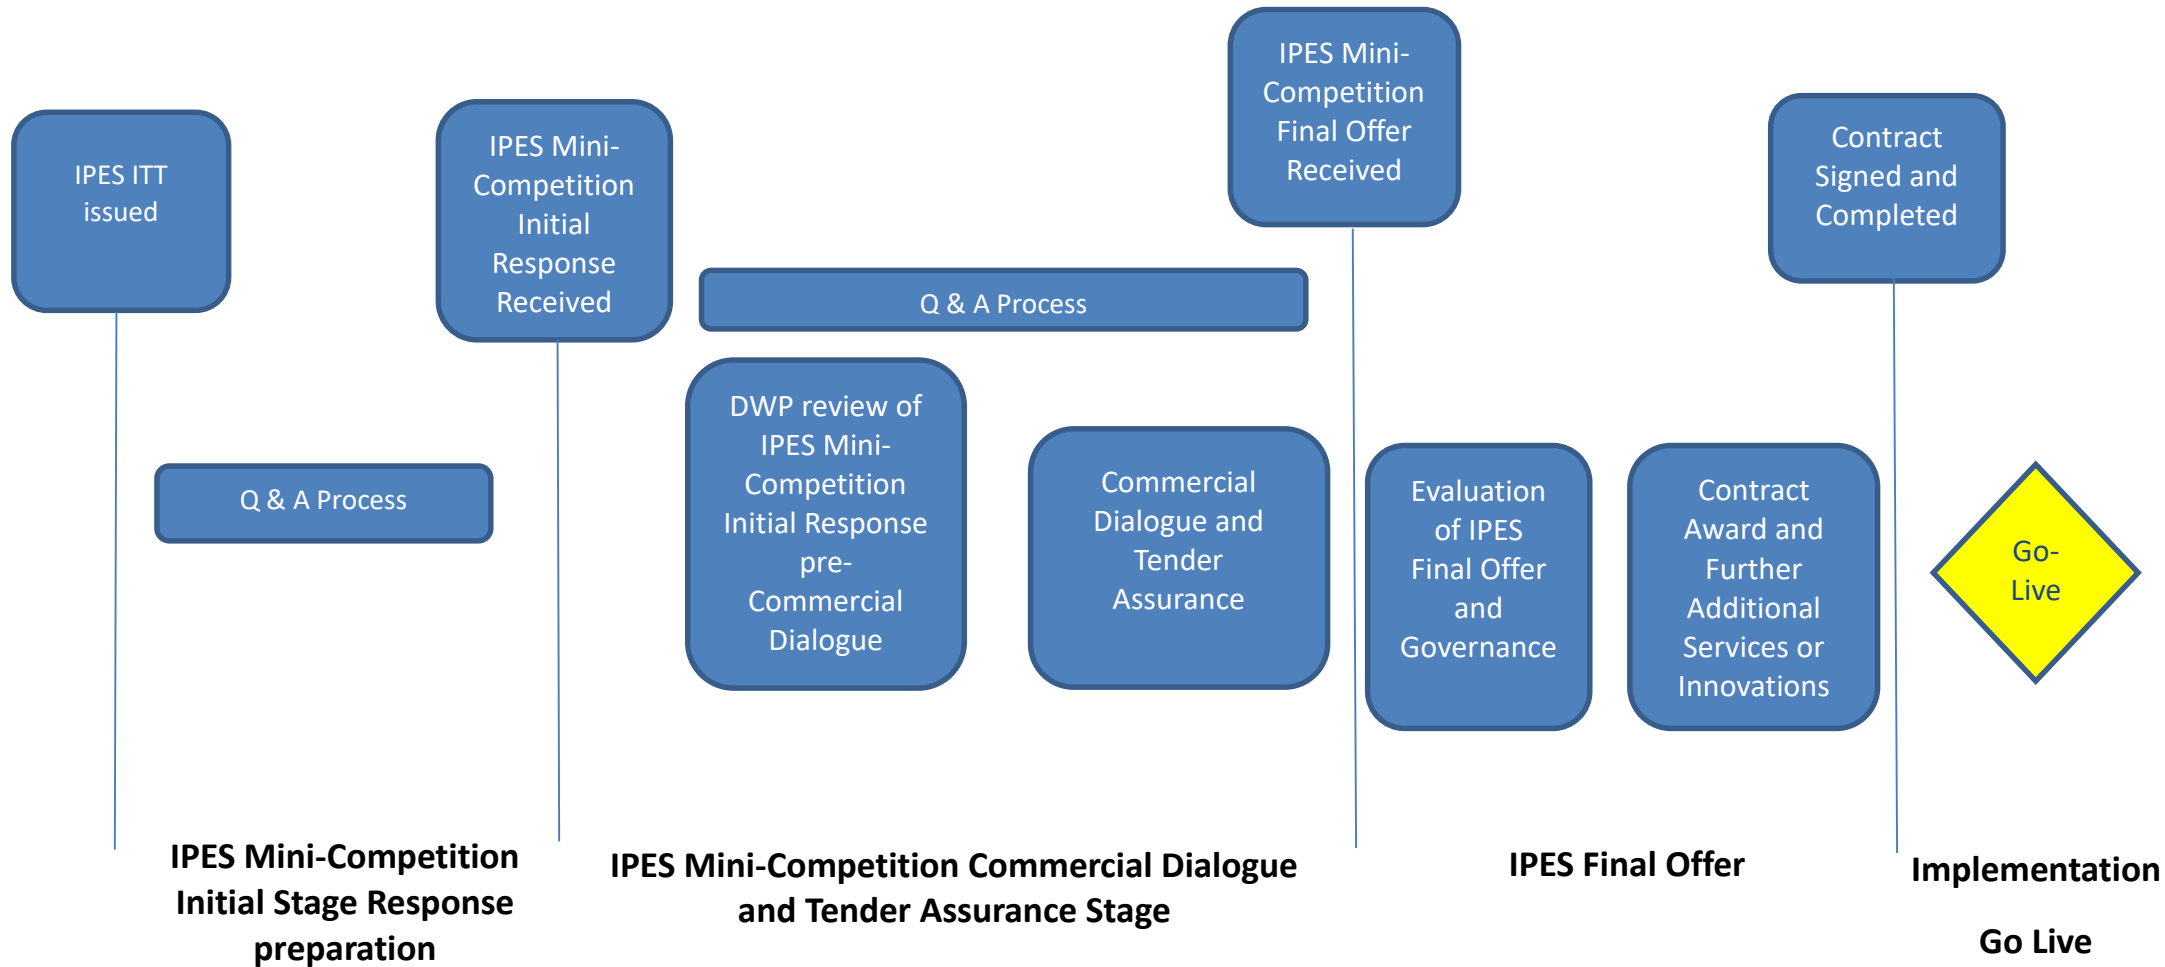 IPES ITT
issued
IPES Mini-
Competition
Initial
Response
Received
IPES Mini-
Competition
Final Offer
Received
Contract
Signed and
Completed
Q & A Process
Q & A Process
DWP review of
IPES Mini-
Competition
Initial Response
pre-
Commercial
Dialogue
Commercial
Dialogue and
Tender
Assurance
Evaluation
of IPES
Final Offer
and
Governance
Contract
Award and
Further
Additional
Services or
Innovations
Go-
Live
IPES Mini-Competition
Initial Stage Response
preparation
IPES Mini-Competition Commercial Dialogue
and Tender Assurance Stage
IPES Final Offer
Implementation
Go Live